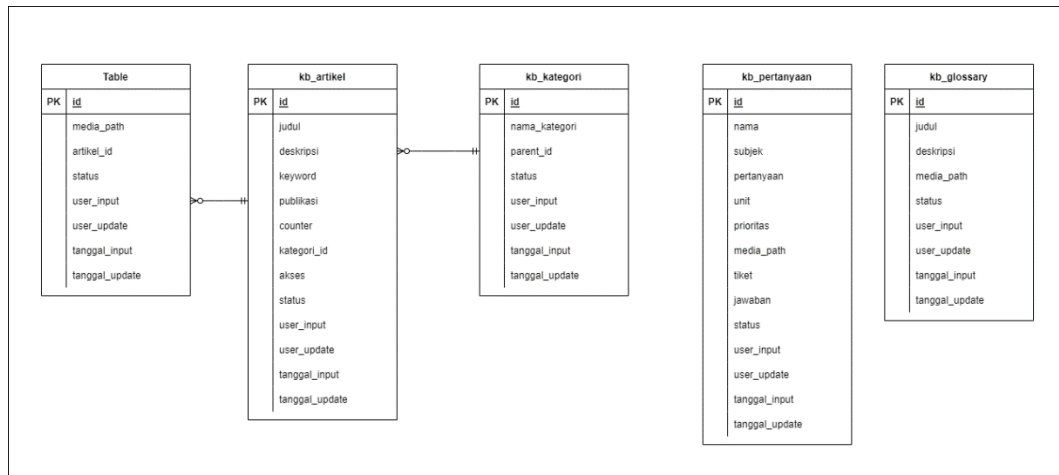 Table
PK id
media_path
artikel_id
status
user_input
user_update
tanggal_input
tanggal_update
kb_artikel
PK id
judul
deskripsi
keyword
publikasi
counter
kategori_id
akses
status
user_input
user_update
tanggal_input
tanggal_update
kb_kategori
PK id
nama_kategori
parent_id
status
user_input
user_update
tanggal_input
tanggal_update
kb_pertanyaan
PK id
nama
subjek
pertanyaan
unit
prioritas
media_path
tiket
jawaban
status
user_input
user_update
tanggal_input
tanggal_update
kb_glossary
PK id
judul
deskripsi
media_path
status
user_input
user_update
tanggal_input
tanggal_update